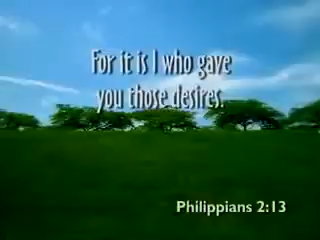 For it is I who gave
you those desires.
Philippians 2:13